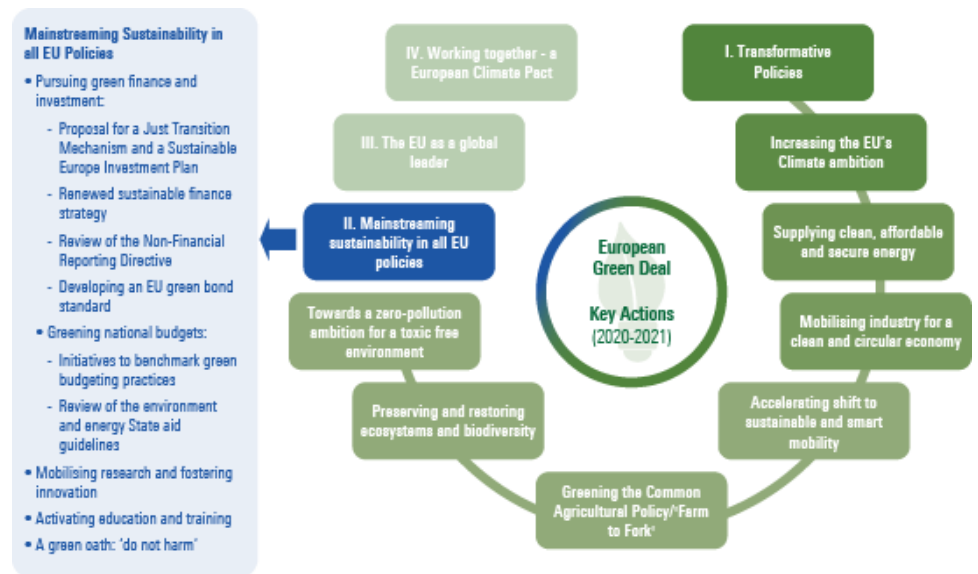 Mainstreaming Sustainability in
all EU Policies
• Pursuing green finance and
investment:
- Proposal for a Just Transition
Mechanism and a Sustainable
Europe Investment Plan
- Renewed sustainable finance
strategy
- Review of the Non-Financial
Reporting Directive
- Developing an EU green bond
standard
• Greening national budgets:
- Initiatives to benchmark green
budgeting practices
- Review of the environment
and energy State aid
guidelines
• Mobilising research and fostering
innovation
• Activating education and training
• A green oath: 'do not harm'
IV. Working together - a
European Climate Pact
III. The EU as a global
leader
II. Mainstreaming
sustainability in all EU
policies
Towards a zero-pollution
ambition for a toxic free
environment
Preserving and restoring
ecosystems and biodiversity
Greening the Common
Agricultural Policy/"Farm
to Fork"
Accelerating shift to
sustainable and smart
mobility
Mobilising industry for a
clean and circular economy
Supplying clean, affordable
and secure energy
Increasing the EU's
Climate ambition
I. Transformative
Policies
European
Green Deal
Key Actions
(2020-2021)